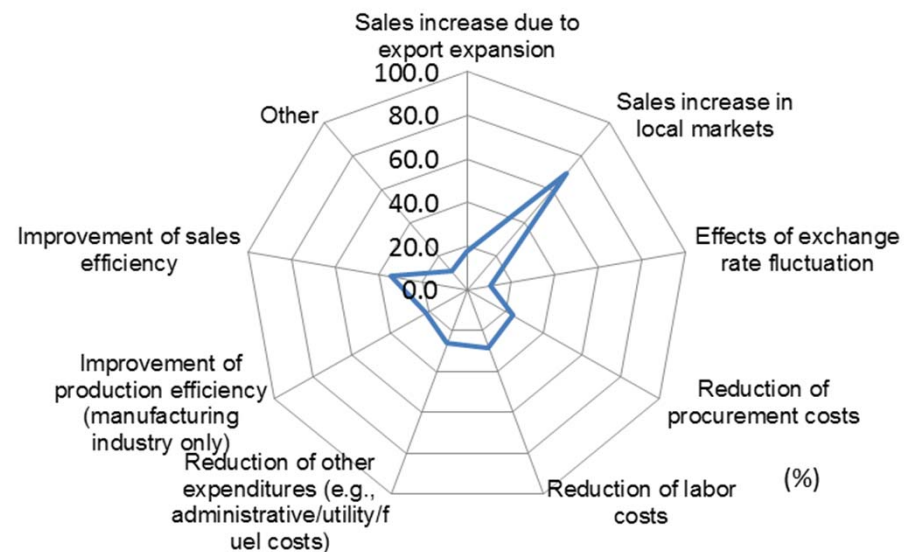 Sales increase due to
export expansion
100.0
80.0
60.0
40.0
20.0
0.0
Sales increase in
local markets
Effects of exchange
rate fluctuation
Reduction of
procurement costs
(%)
Reduction of labor
costs
Reduction of other
expenditures (e.g.,
administrative/utility/f
uel costs)
Improvement of
production efficiency
(manufacturing
industry only)
Improvement of sales
efficiency
Other